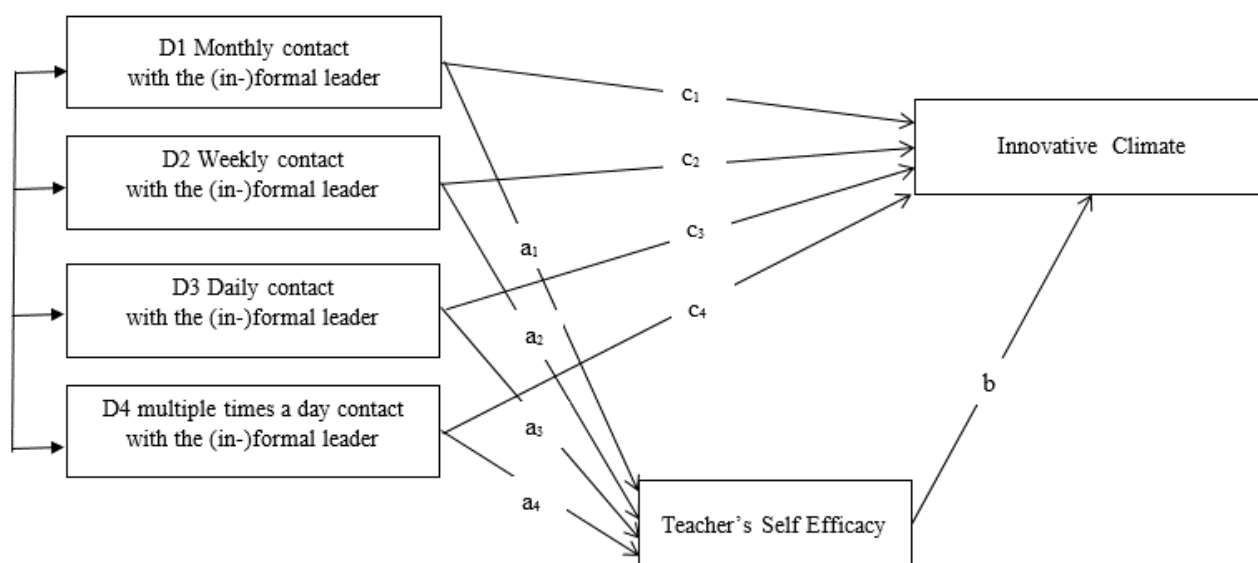 D1 Monthly contact
with the (in-)formal leader
c₁
D2 Weekly contact
with the (in-)formal leader
c₂
Innovative Climate
a₁
c₃
D3 Daily contact
with the (in-)formal leader
a₂
c₄
D4 multiple times a day contact
with the (in-)formal leader
b
a₃
a₄
Teacher’s Self Efficacy